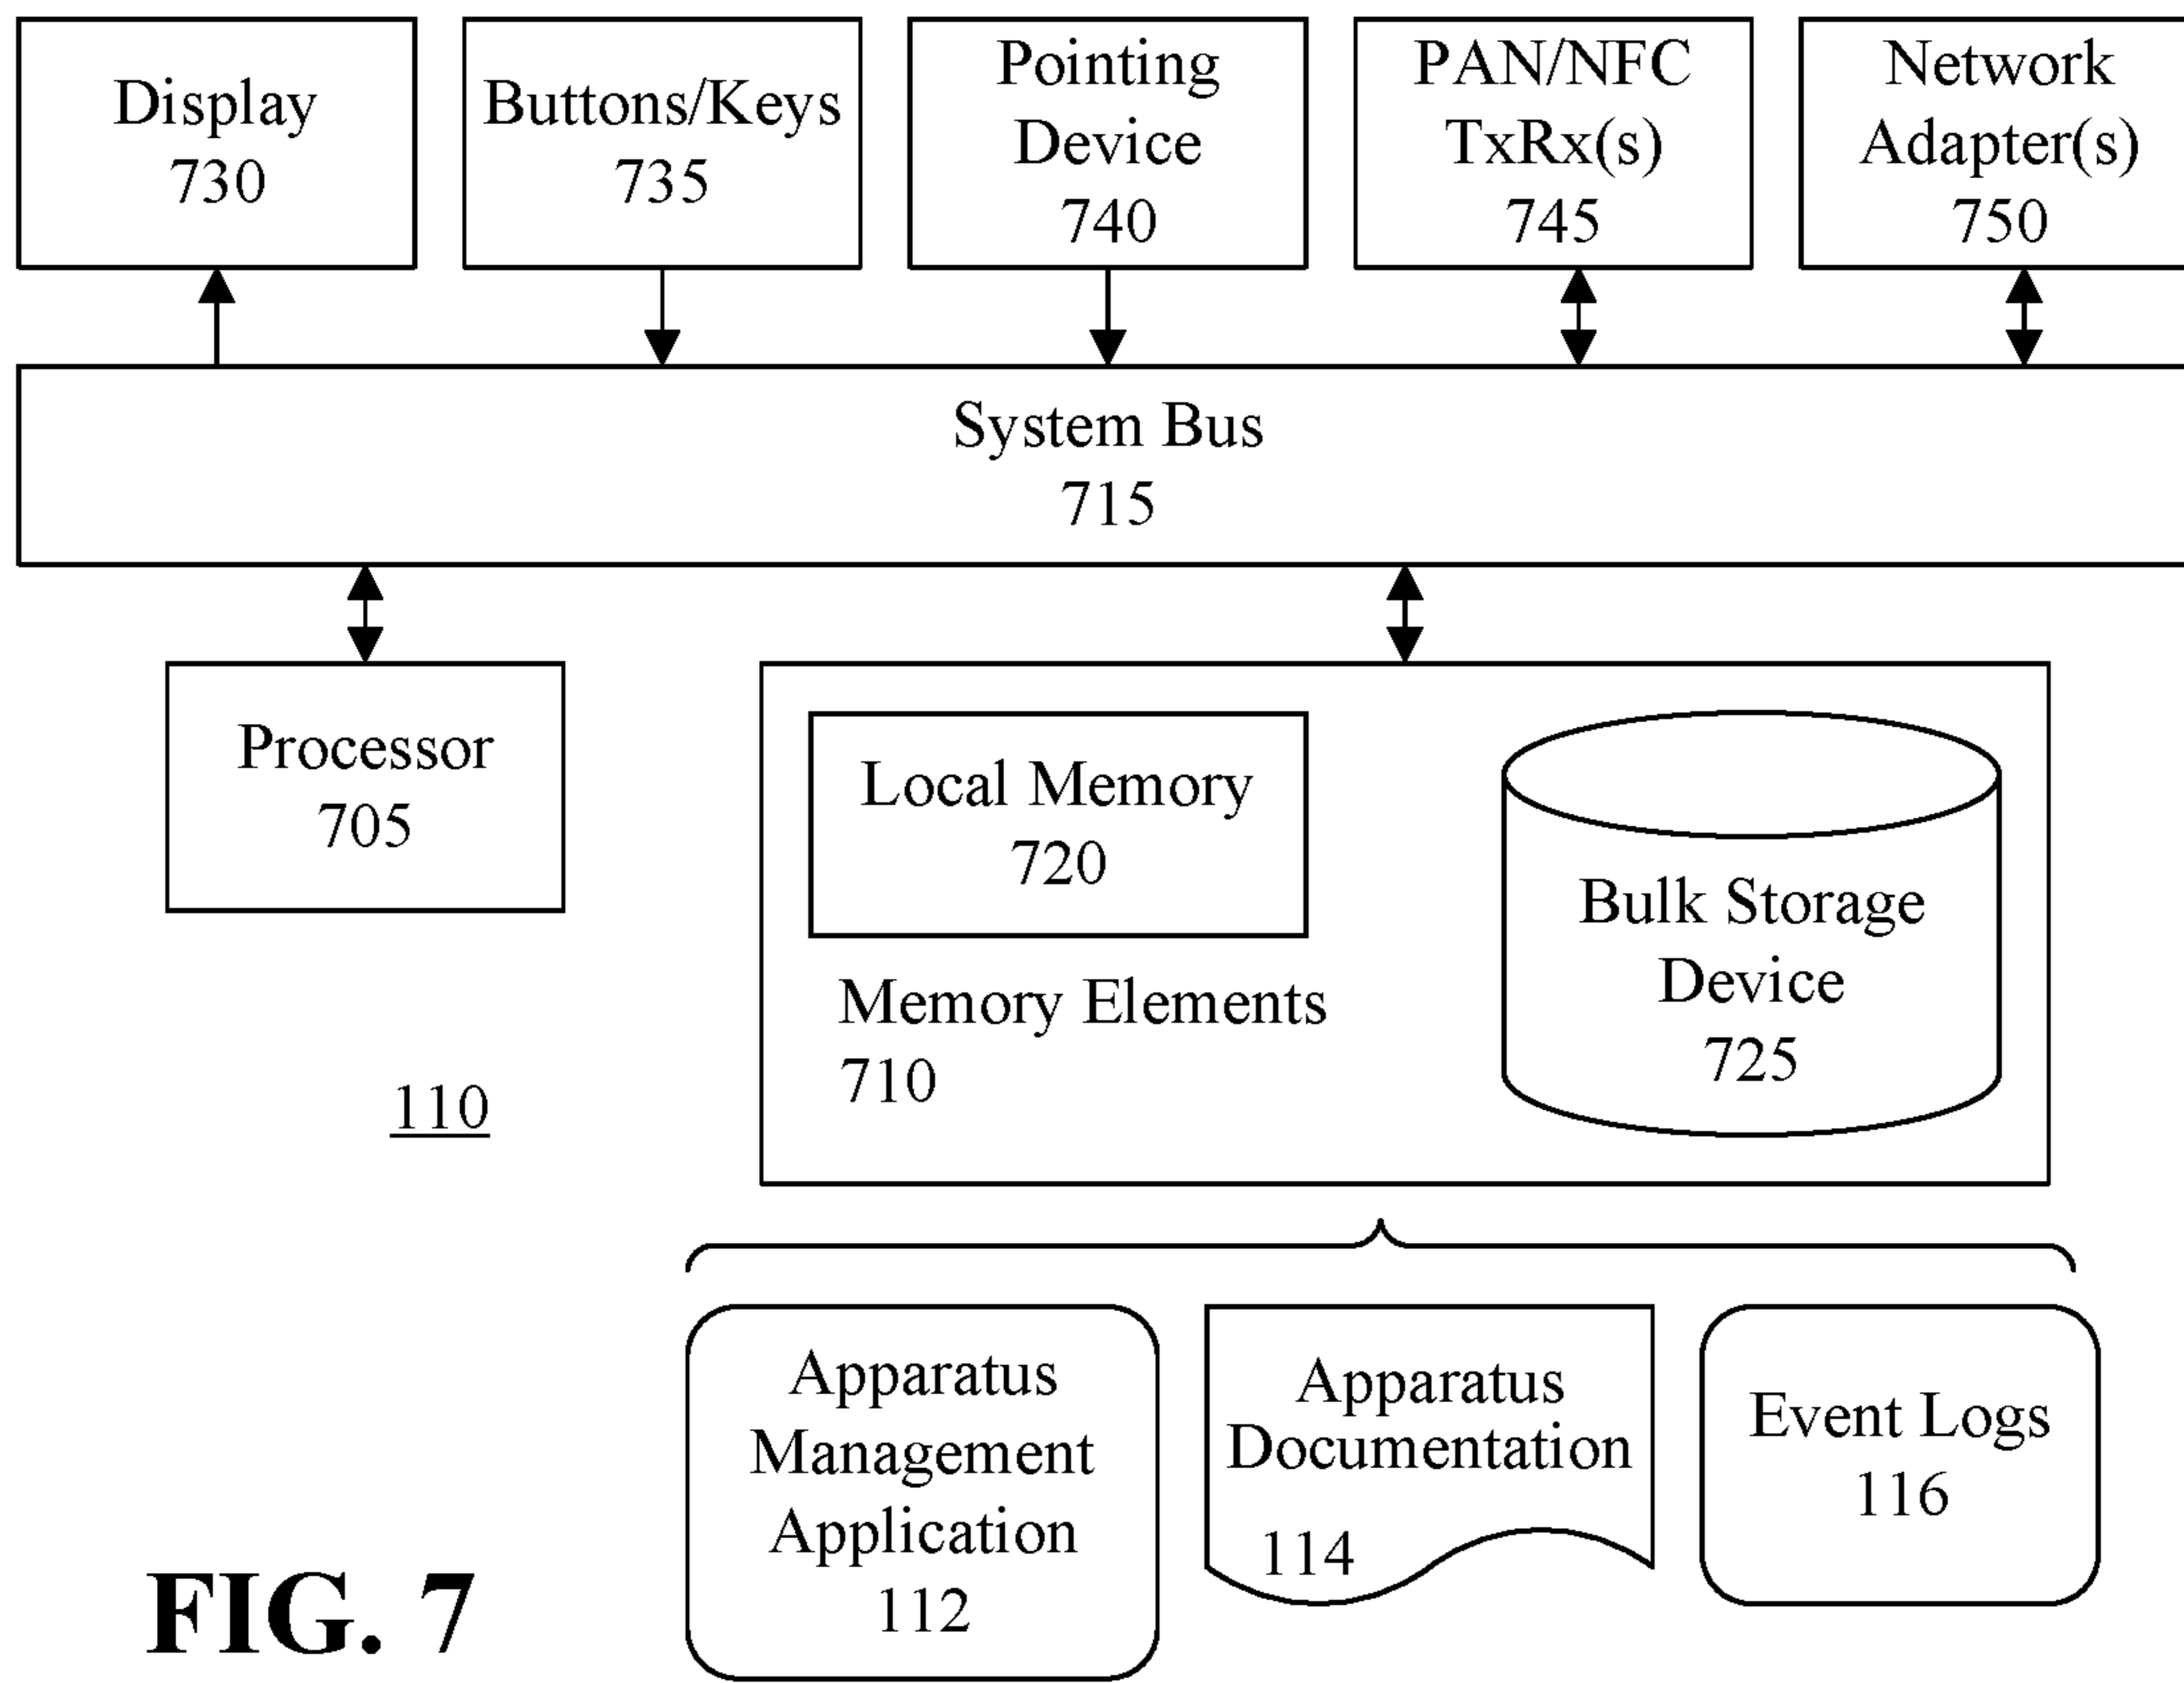 Display
730
Buttons/Keys
735
Pointing
Device
740
PAN/NFC
TxRx(s)
745
Network
Adapter(s)
750
System Bus
715
Processor
705
Local Memory
720
Memory Elements
710
Bulk Storage
Device
725
110
Apparatus
Management
Application
112
Apparatus
Documentation
114
Event Logs
116
FIG. 7